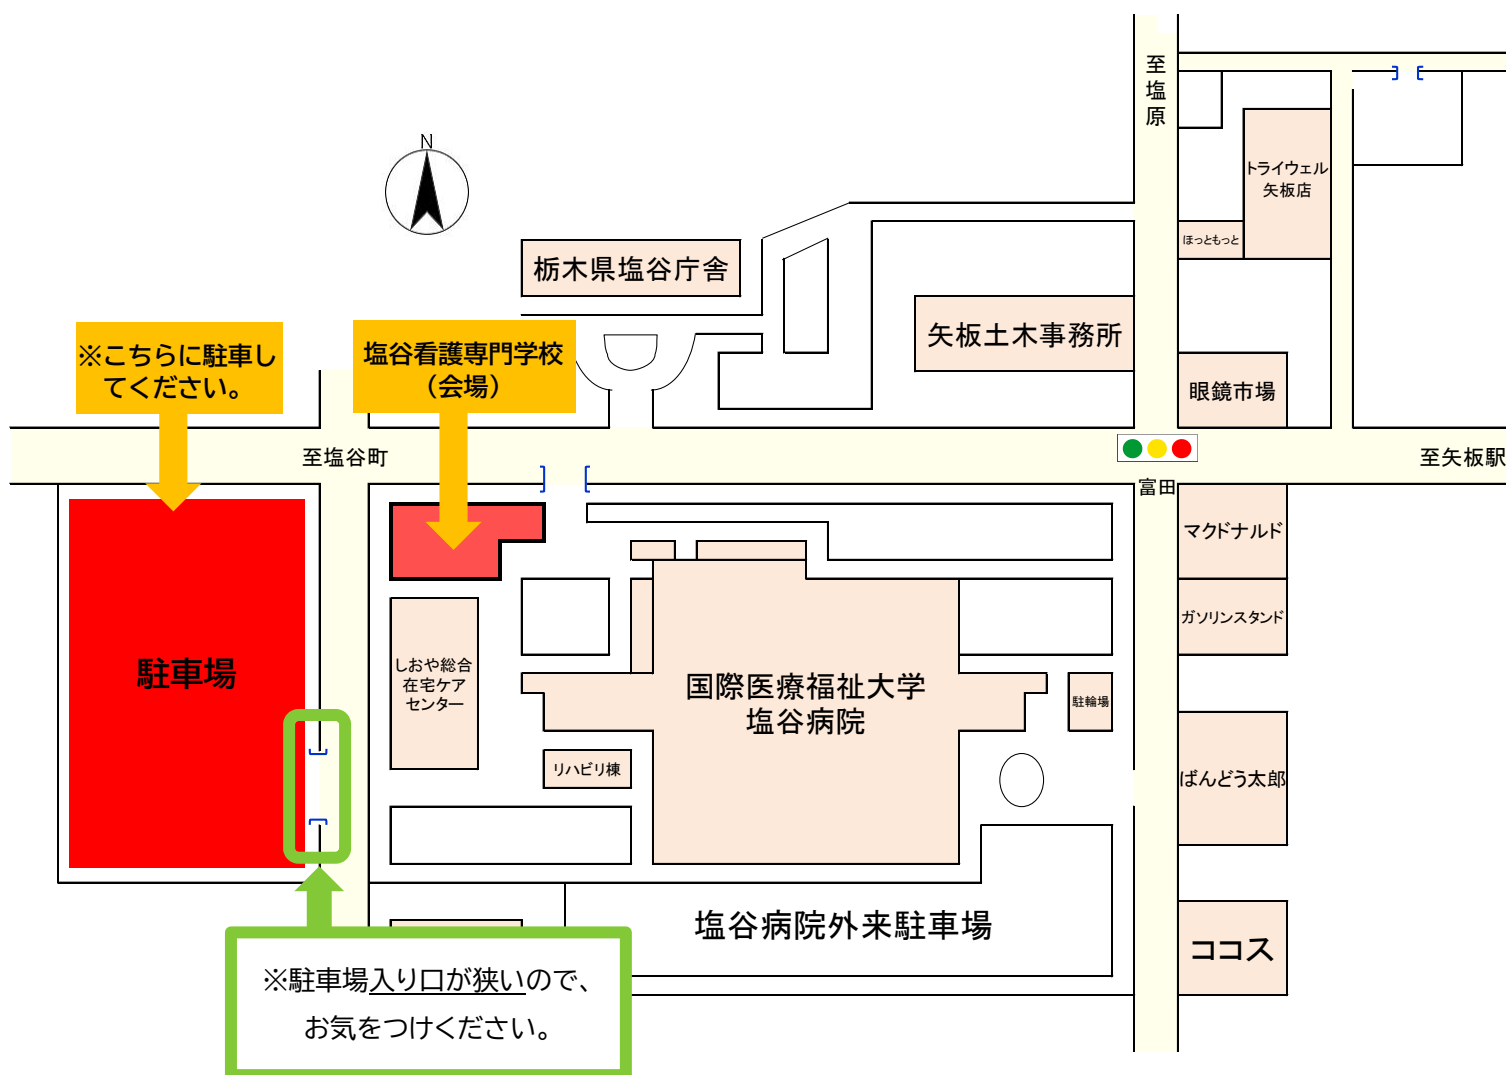 N
至塩原
トライウェル
矢板店
ほっともっと
栃木県塩谷庁舎
矢板土木事務所
※こちらに駐車し
てください。
塩谷看護専門学校
（会場）
眼鏡市場
至塩谷町
至矢板駅
富田
マクドナルド
ガソリンスタンド
駐車場
しおや総合
在宅ケア
センター
国際医療福祉大学
塩谷病院
駐輪場
リハビリ棟
ばんどう太郎
塩谷病院外来駐車場
ココス
※駐車場入り口が狭いので、
お気をつけください。